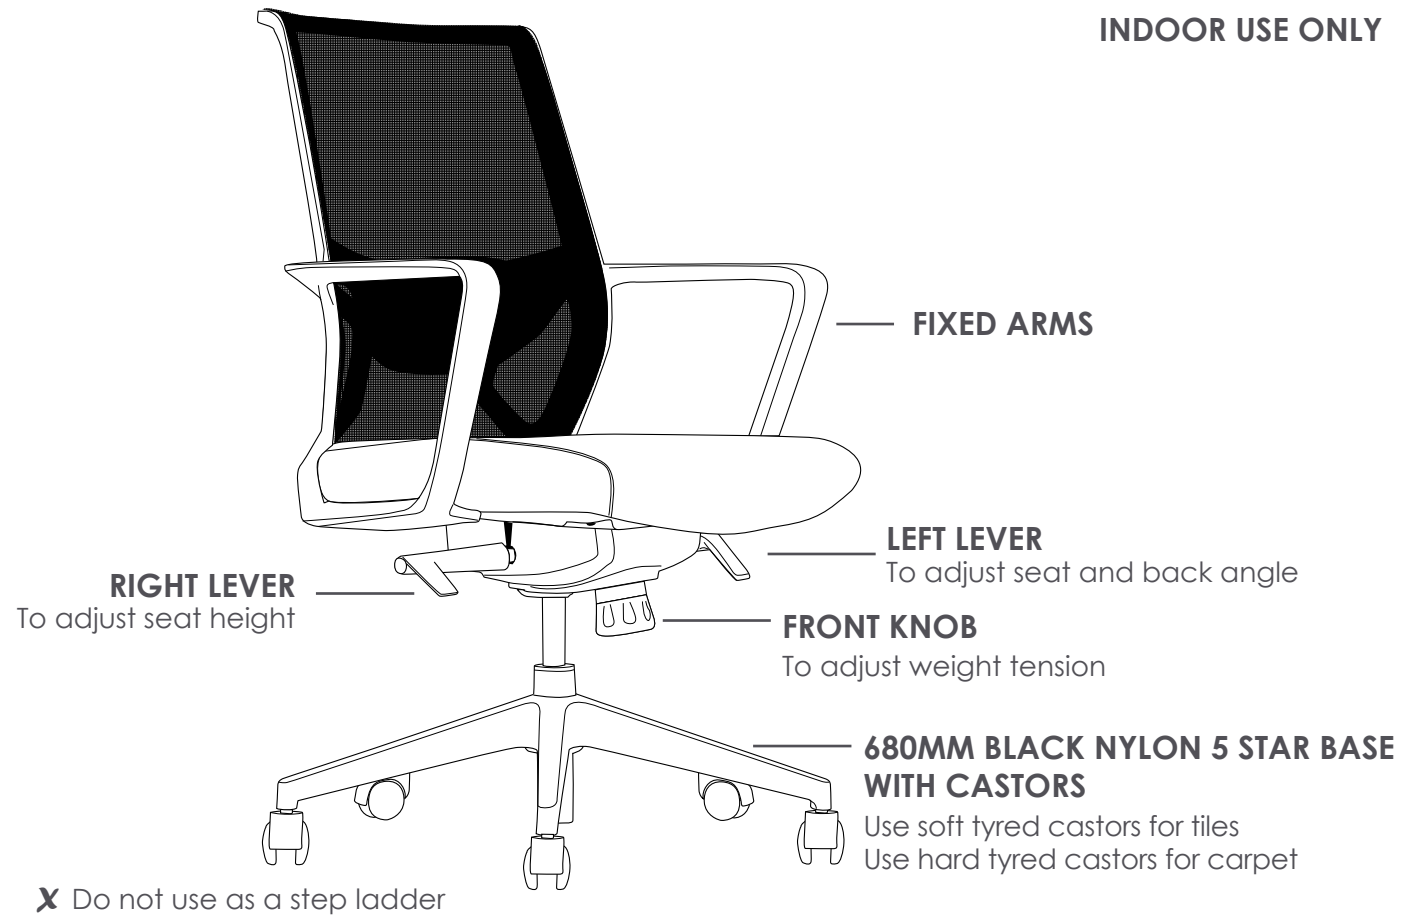 INDOOR USE ONLY
FIXED ARMS
LEFT LEVER
To adjust seat and back angle
RIGHT LEVER
To adjust seat height
FRONT KNOB
To adjust weight tension
680MM BLACK NYLON 5 STAR BASE
WITH CASTORS
Use soft tyred castors for tiles
Use hard tyred castors for carpet
✗ Do not use as a step ladder